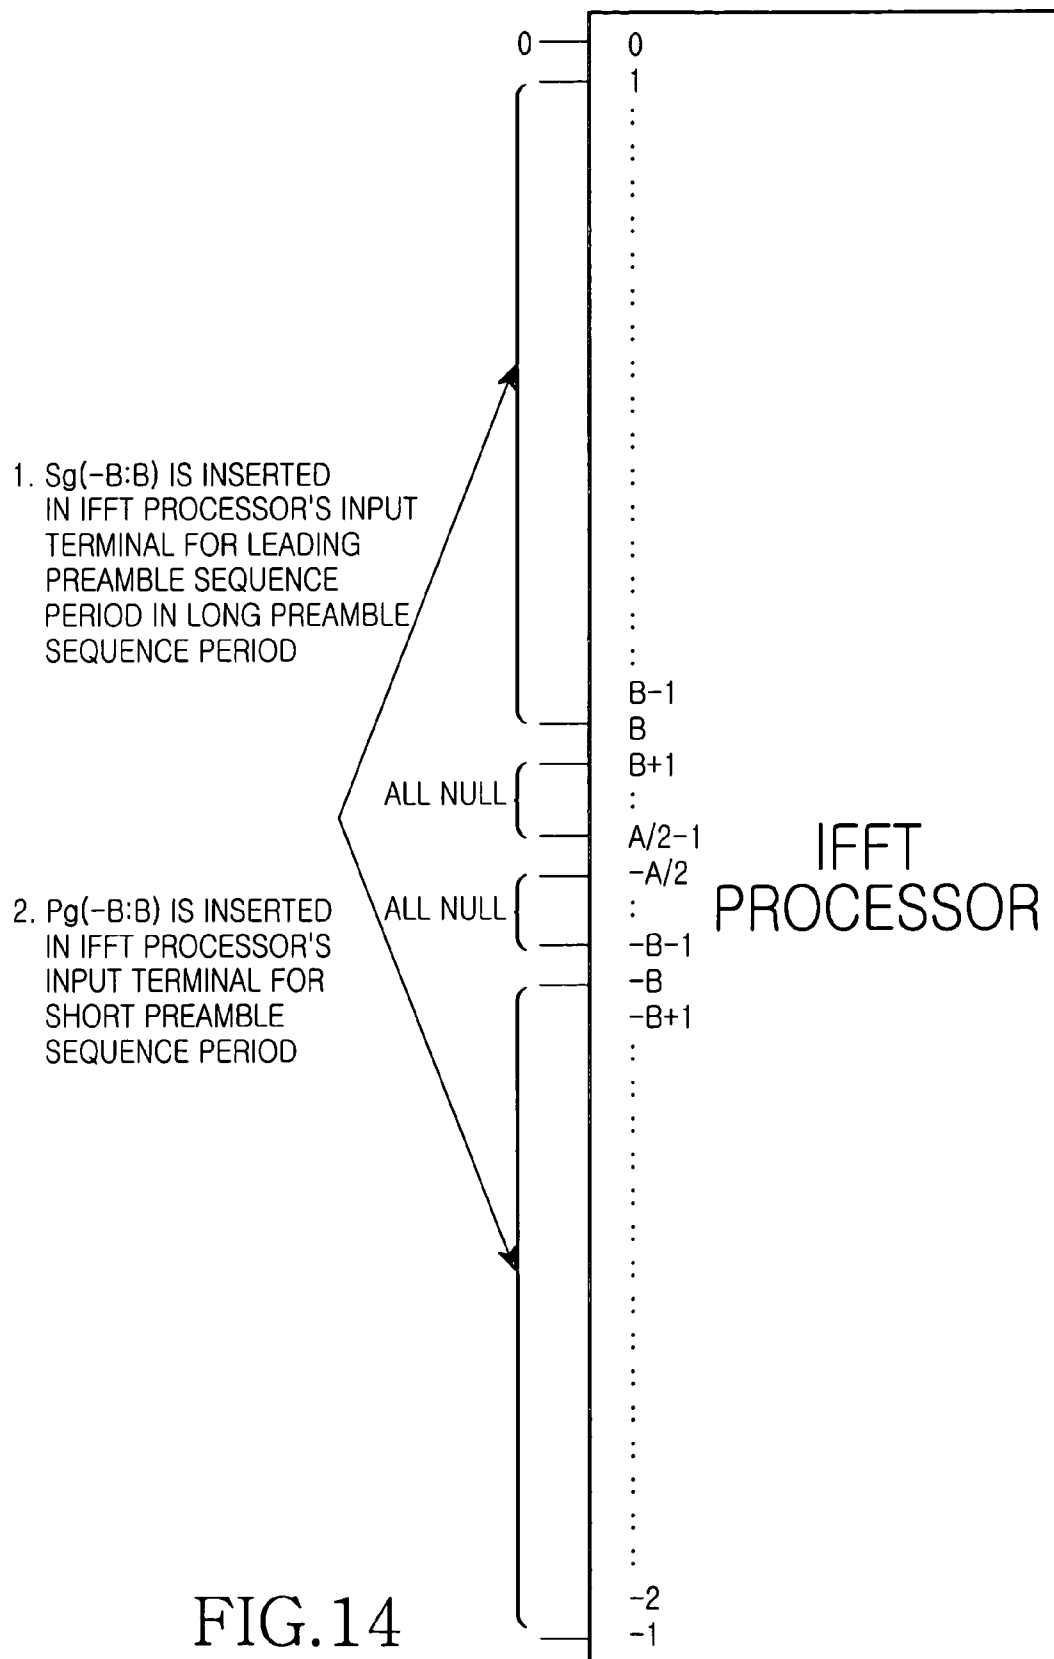 0 0
1
1. Sg(-B:B) IS INSERTED
IN IFFT PROCESSOR'S INPUT
TERMINAL FOR LEADING
PREAMBLE SEQUENCE
PERIOD IN LONG PREAMBLE
SEQUENCE PERIOD
B-1
B
B+1
ALL NULL
A/2-1
-A/2
ALL NULL
-B-1
-B
-B+1
IFFT
PROCESSOR
2. Pg(-B:B) IS INSERTED
IN IFFT PROCESSOR'S
INPUT TERMINAL FOR
SHORT PREAMBLE
SEQUENCE PERIOD
-2
-1
FIG.14